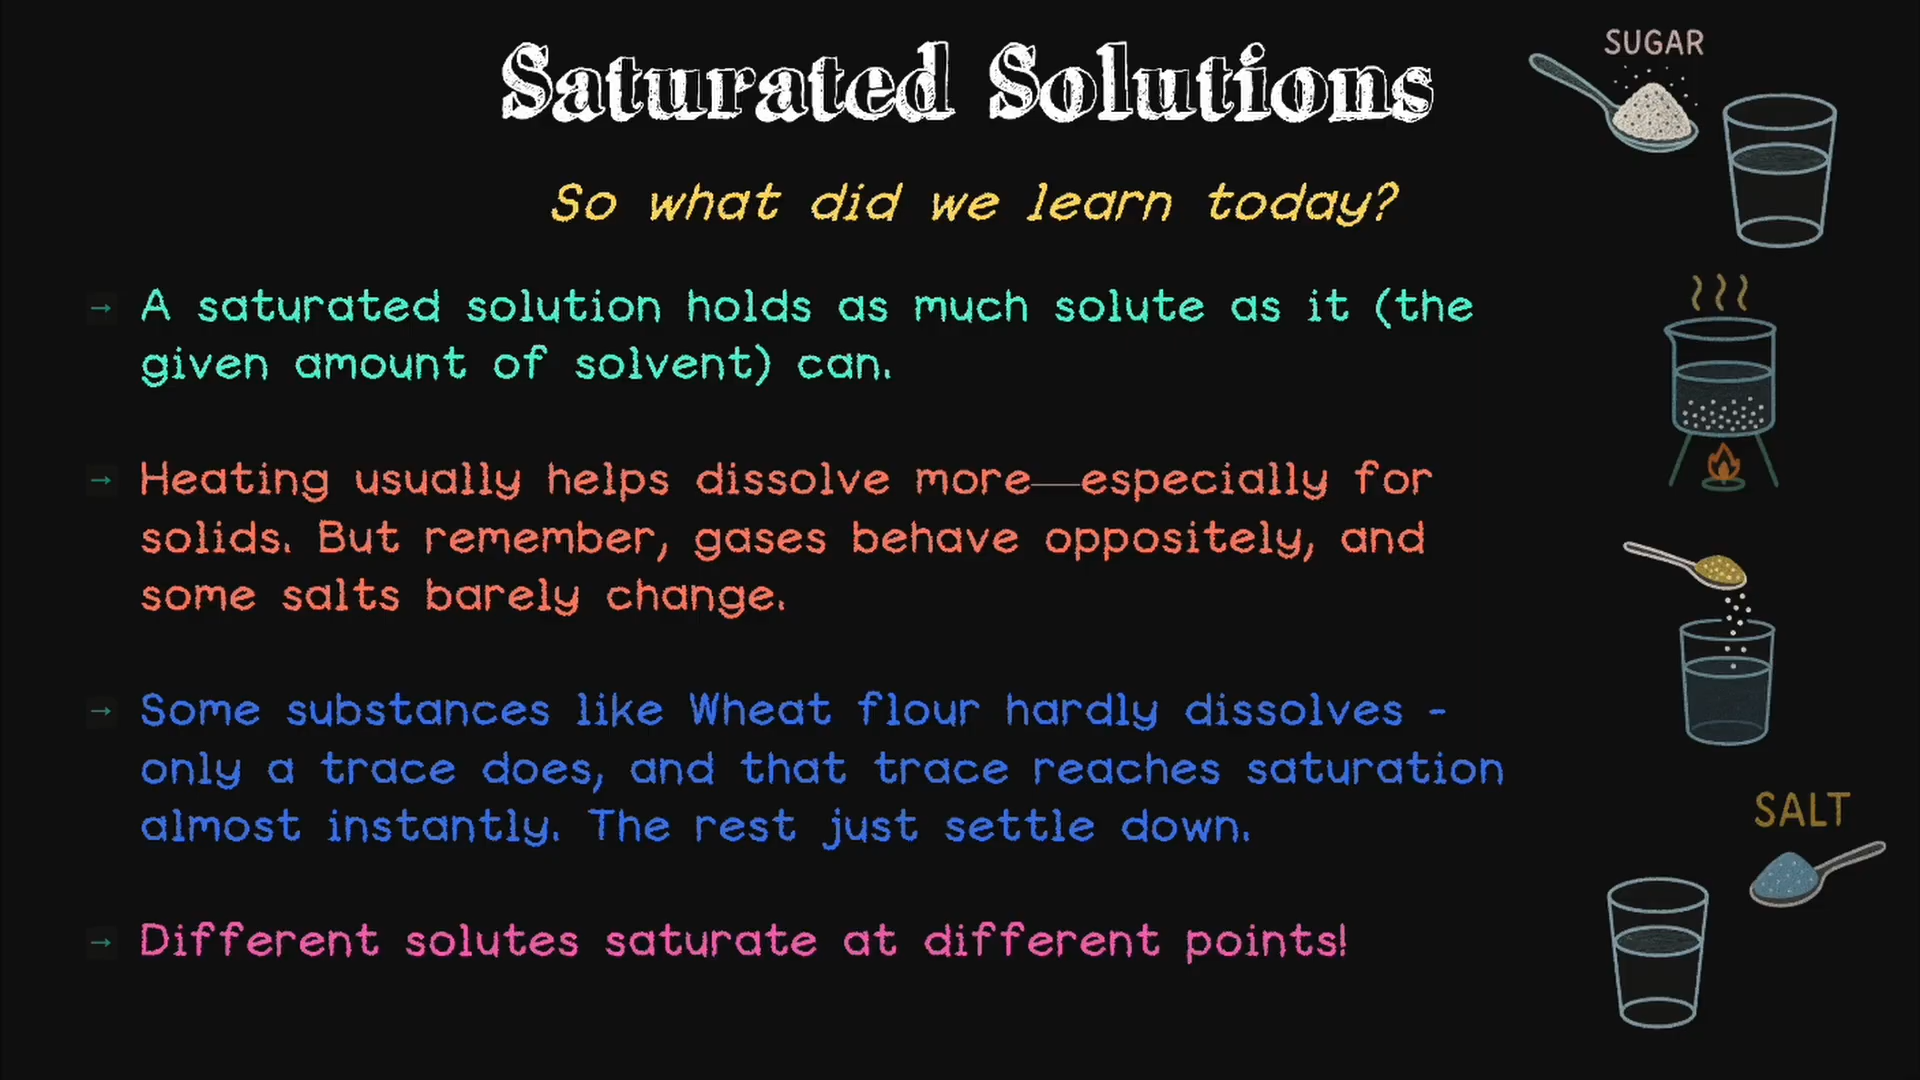 Saturated Solutions
SUGAR
So what did we learn today?
→ A saturated solution holds as much solute as it (the
given amount of solvent) can.
→ Heating usually helps dissolve more—especially for
solids. But remember, gases behave oppositely, and
some salts barely change.
→ Some substances like Wheat flour hardly dissolves -
only a trace does, and that trace reaches saturation
almost instantly. The rest just settle down.
SALT
→ Different solutes saturate at different points!